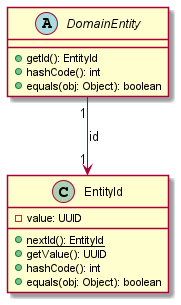 A DomainEntity
getId(): EntityId
hashCode(): int
equals(obj: Object): boolean
1
id
1
C EntityId
value: UUID
nextId(): EntityId
getValue(): UUID
hashCode(): int
equals(obj: Object): boolean